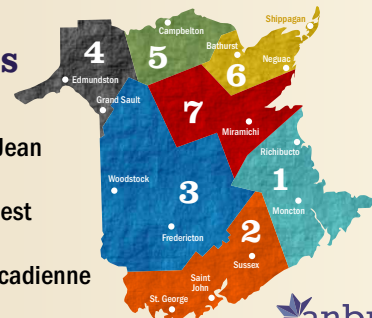 s
Jean
est
cadienne
Campbelton
Shippagan
Bathurst
4
5
Neguac
Edmundston
6
Grand Sault
7
Miramichi
Richibucto
Woodstock
3
1
Moncton
Fredericton
2
Sussex
Saint
John
St. George
anb